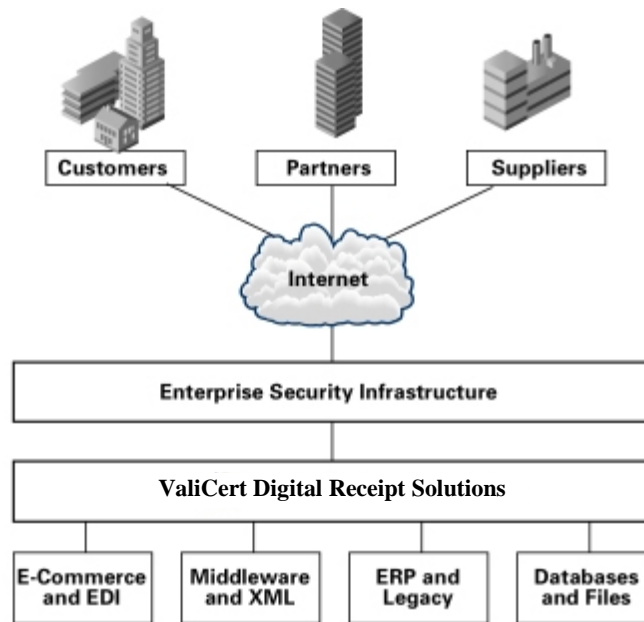 Customers
Partners
Suppliers
Internet
Enterprise Security Infrastructure
ValiCert Digital Receipt Solutions
E-Commerce
and EDI
Middleware
and XML
ERP and
Legacy
Databases
and Files